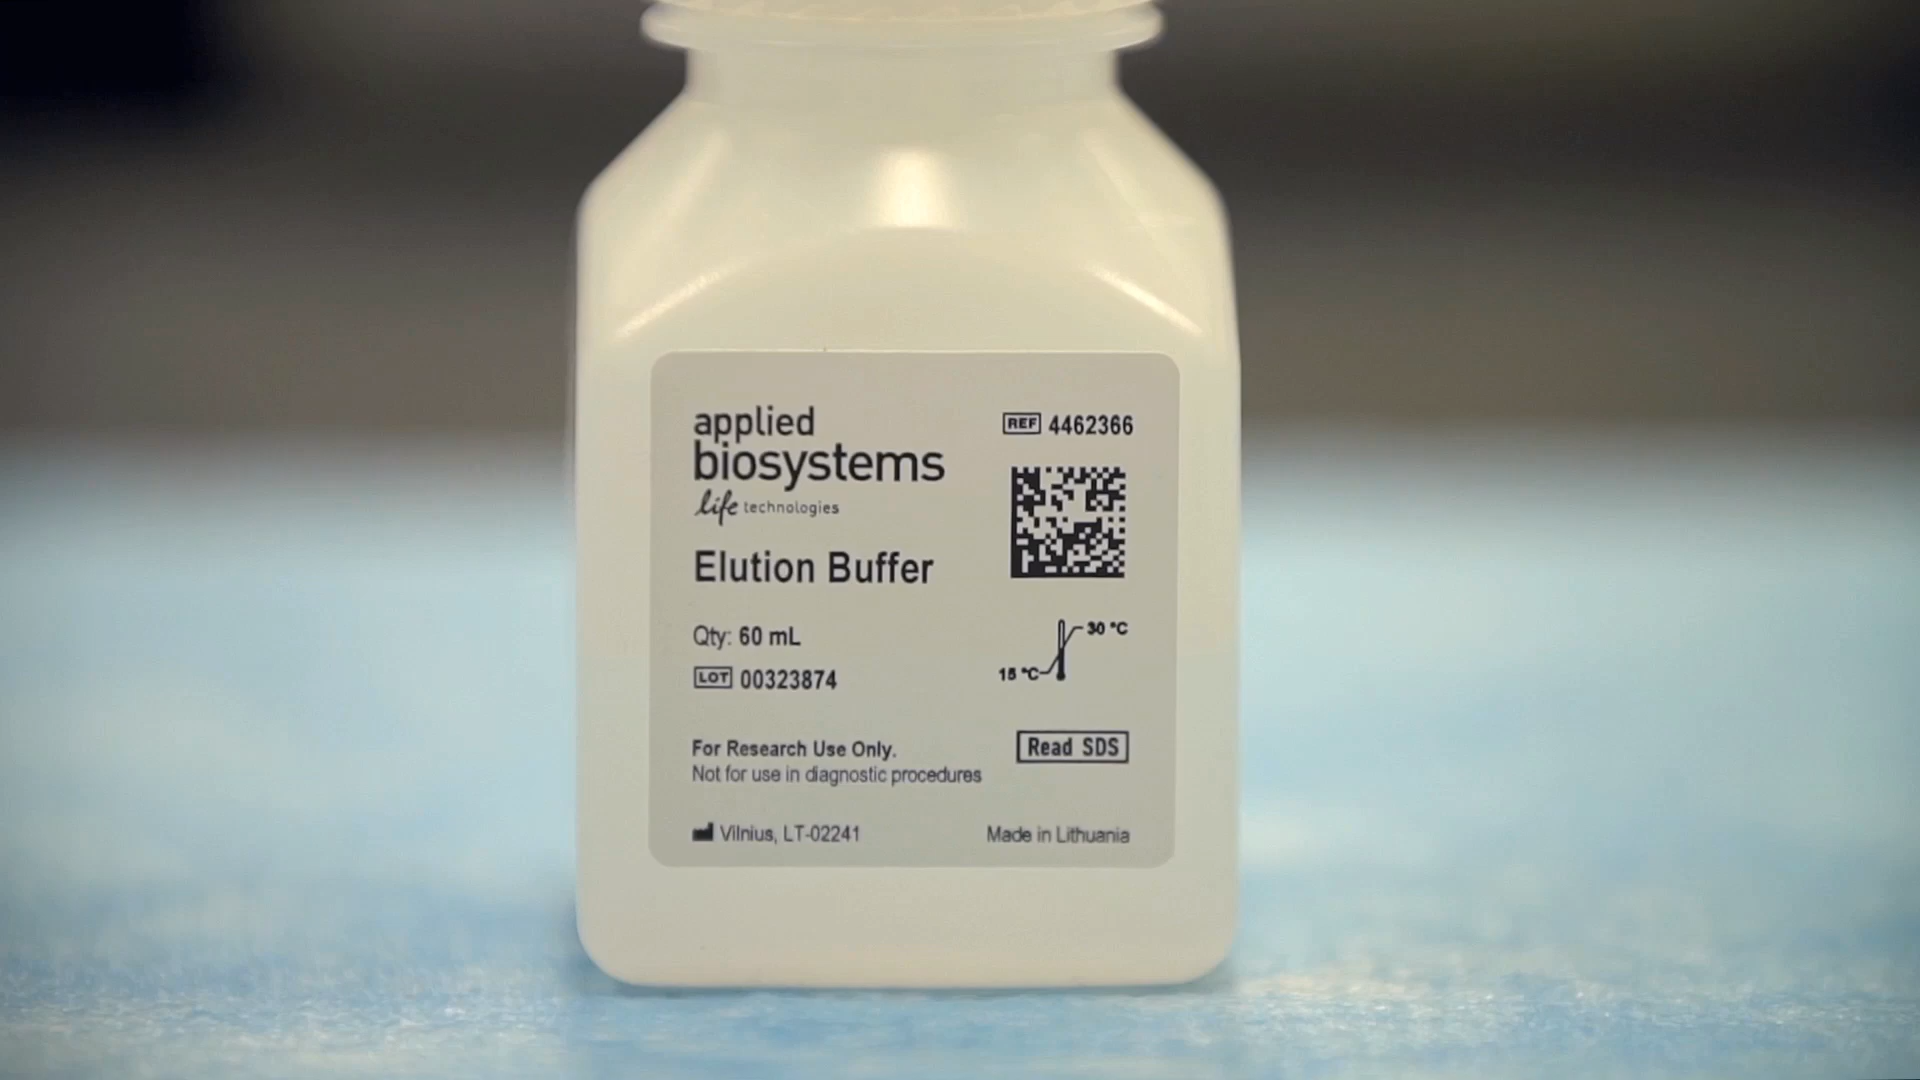 applied
biosystems
life technologies
REF 4462366
Elution Buffer
Qty: 60 mL
LOT 00323874
30 °C
15 °C
For Research Use Only.
Not for use in diagnostic procedures
Read SDS
Vilnius, LT-02241
Made in Lithuania